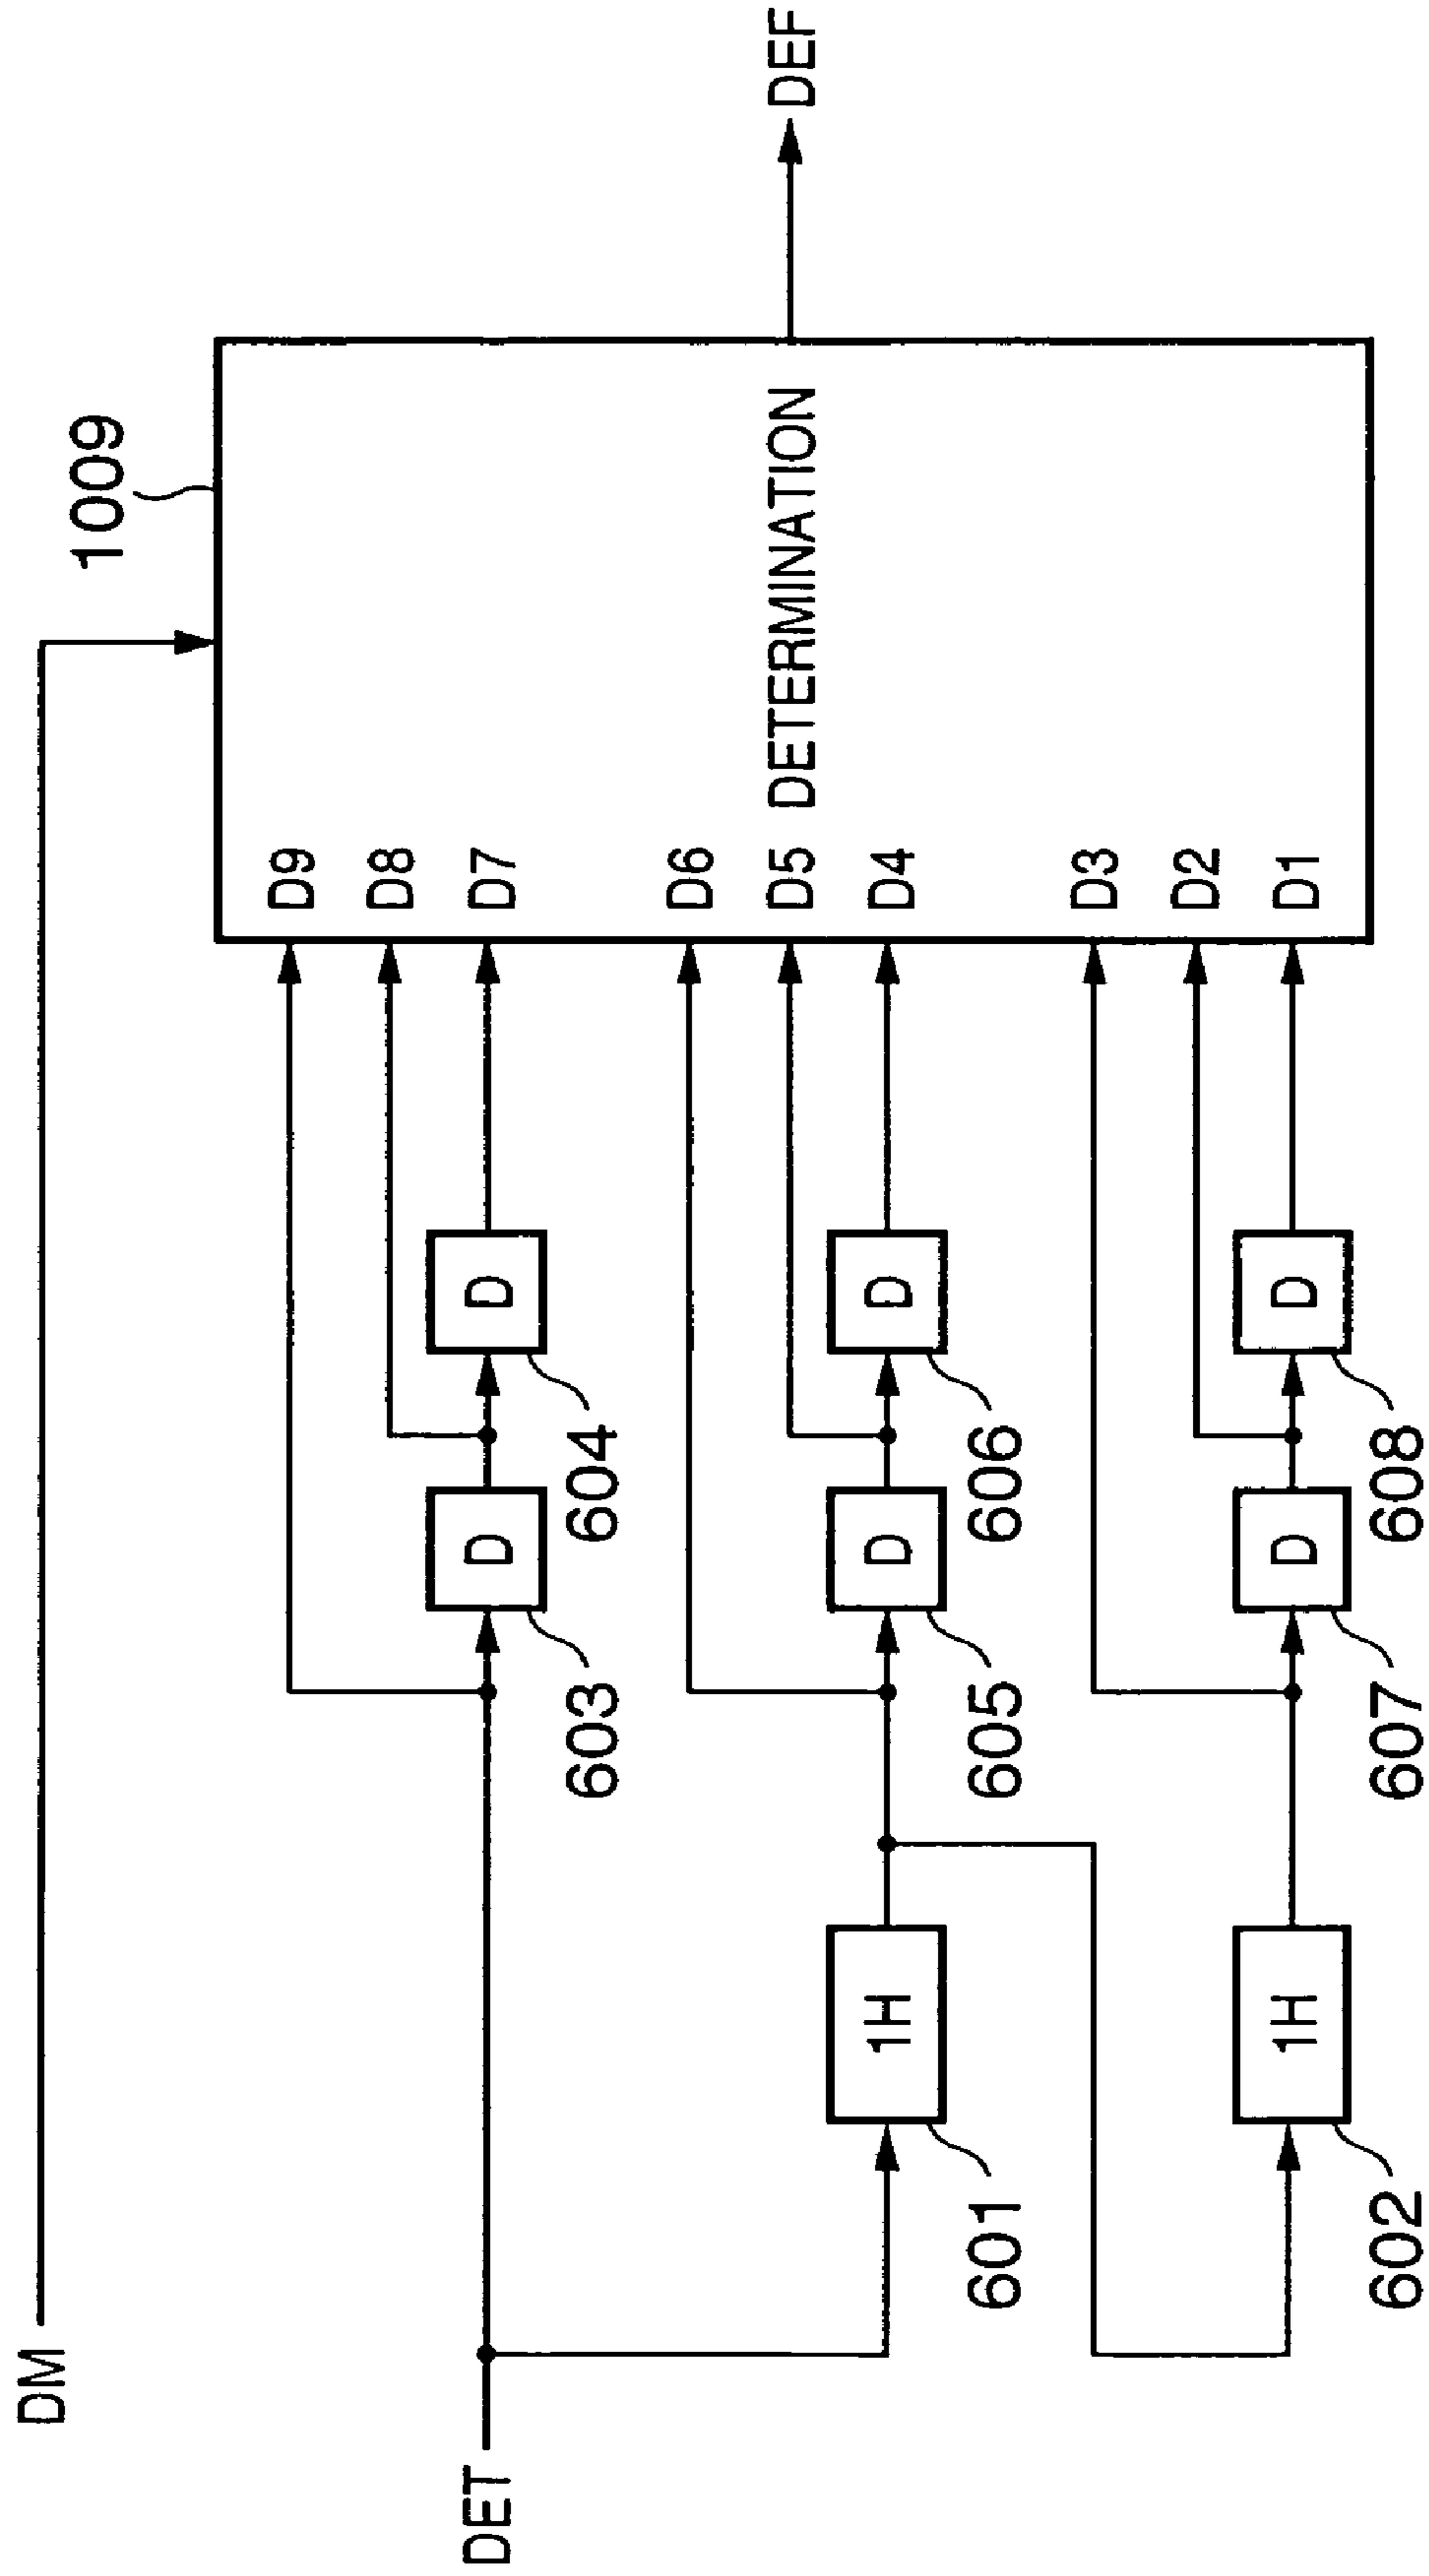 DM
1009
DET
603
604
D
D
D9
D8
D7
601
605
606
1H
D
D
D6
D5 DETERMINATION
D4
DEF
602
607
608
1H
D
D
D3
D2
D1